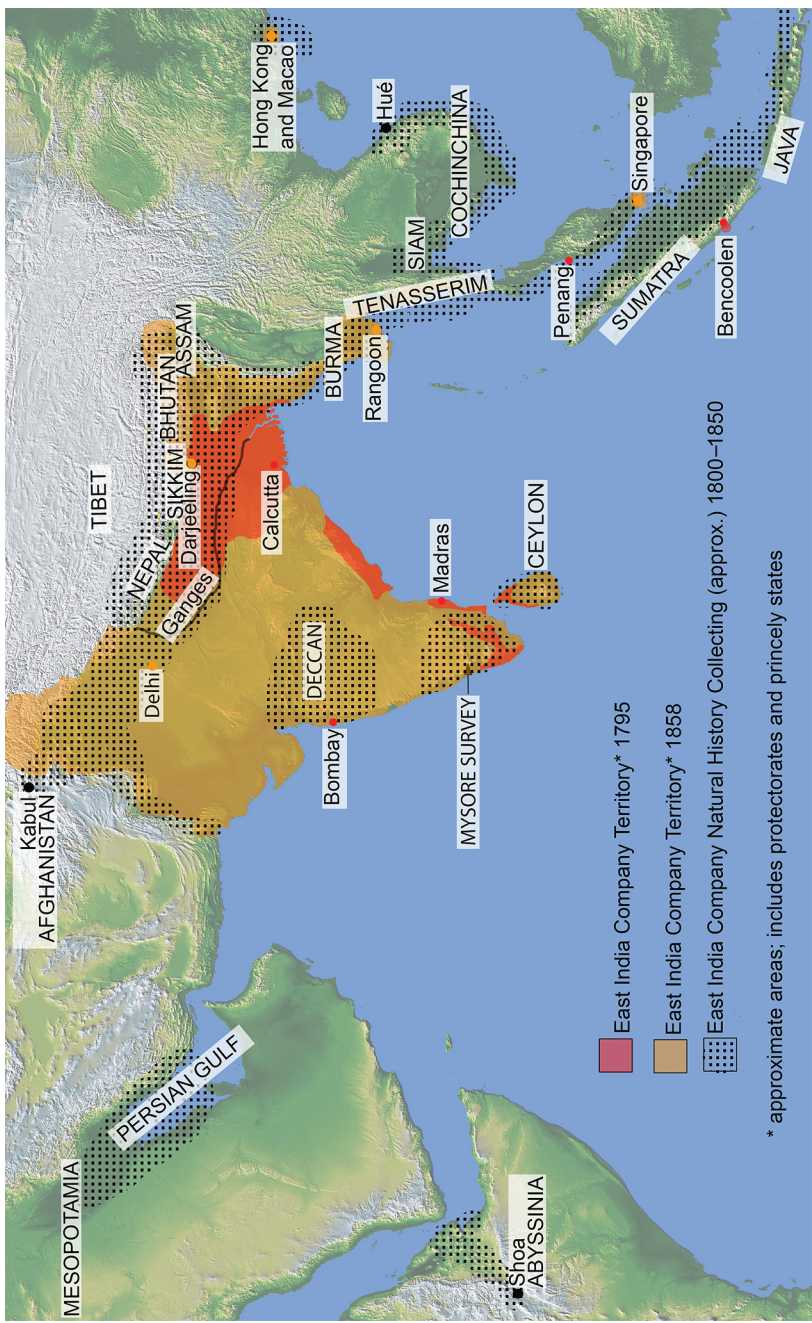 MESOPOTAMIA
PERSIAN GULF
Shoa
ABYSSINIA
Kabul
AFGHANISTAN
Delhi
Bombay
DECCAN
MYSORE SURVEY
Madras
CEYLON
TIBET
NEPAL
Ganges
SIKKIM
Darjeeling
Calcutta
BHUTAN
ASSAM
BURMA
Rangoon
TENASSERIM
SIAM
COCHINCHINA
Hué
Hong Kong
and Macao
Penang
Singapore
SUMATRA
Bencoolen
JAVA
East India Company Territory* 1795
East India Company Territory* 1858
East India Company Natural History Collecting (approx.) 1800–1850
* approximate areas; includes protectorates and princely states